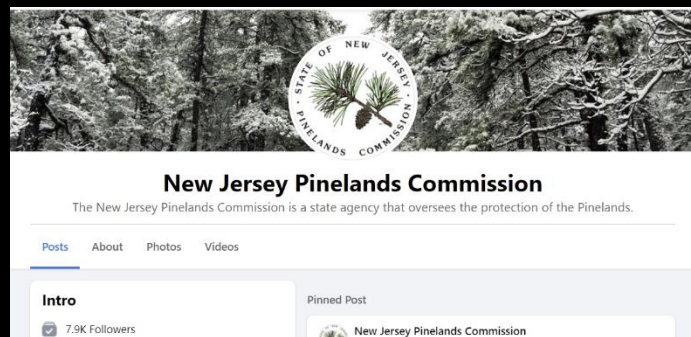 STATE OF NEW JERSEY
PINELANDS COMMISSION
New Jersey Pinelands Commission
The New Jersey Pinelands Commission is a state agency that oversees the protection of the Pinelands.
Posts About Photos Videos
Intro
Pinned Post
7.9K Followers
New Jersey Pinelands Commission